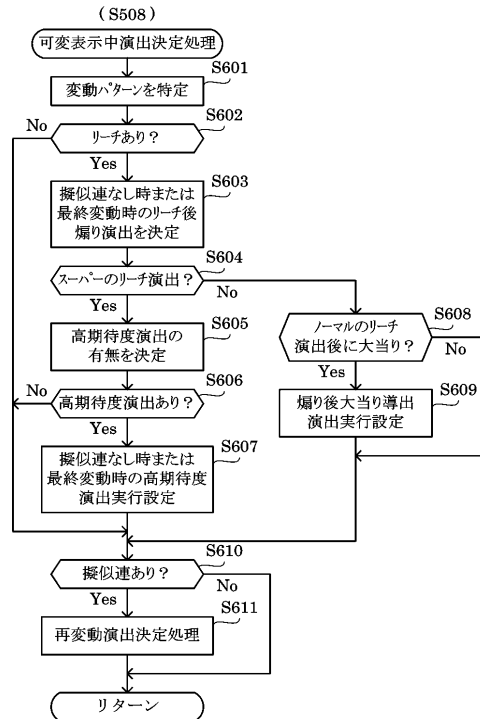 (S508)
可変表示中演出決定処理
S601
変動パターンを特定
S602
No
リーチあり？
Yes
S603
擬似連なし時または
最終変動時のリーチ後
煽り演出を決定
S604
スーパーのリーチ演出？
No
Yes
S605
高期待度演出の
有無を決定
S608
ノーマルのリーチ
演出後に大当り？
No
Yes
S606
No
高期待度演出あり？
Yes
S609
煽り後大当り導出
演出実行設定
S607
擬似連なし時または
最終変動時の高期待度
演出実行設定
S610
擬似連あり？
No
Yes
S611
再変動演出決定処理
リターン